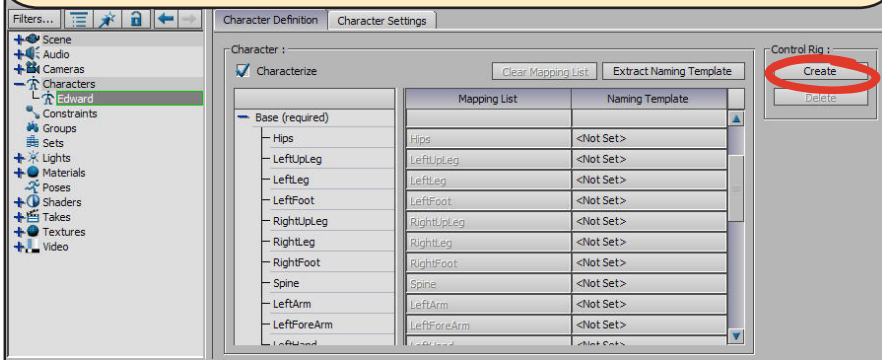 Filters...
Character Definition Character Settings
Scene
Audio
Cameras
Characters
Edward
Constraints
Groups
Sets
Lights
Materials
Poses
Shaders
Takes
Textures
Video
Character :
Characterize Clear Mapping List Extract Naming Template
Mapping List Naming Template
Base (required)
Hips Hips <Not Set>
LeftUpLeg LeftUpLeg <Not Set>
LeftLeg LeftLeg <Not Set>
LeftFoot LeftFoot <Not Set>
RightUpLeg RightUpLeg <Not Set>
RightLeg RightLeg <Not Set>
RightFoot RightFoot <Not Set>
Spine Spine <Not Set>
LeftArm LeftArm <Not Set>
LeftForeArm LeftForeArm <Not Set>
LeftHand LeftHand <Not Set>
Control Rig :
Create
Delete